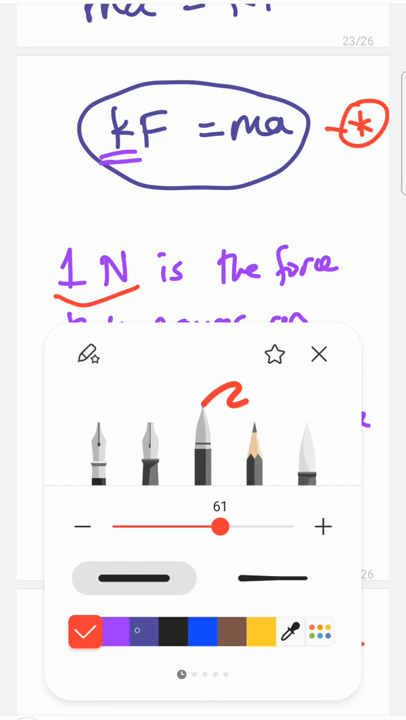 23/26
kF = ma - *
1 N is the force
61
26